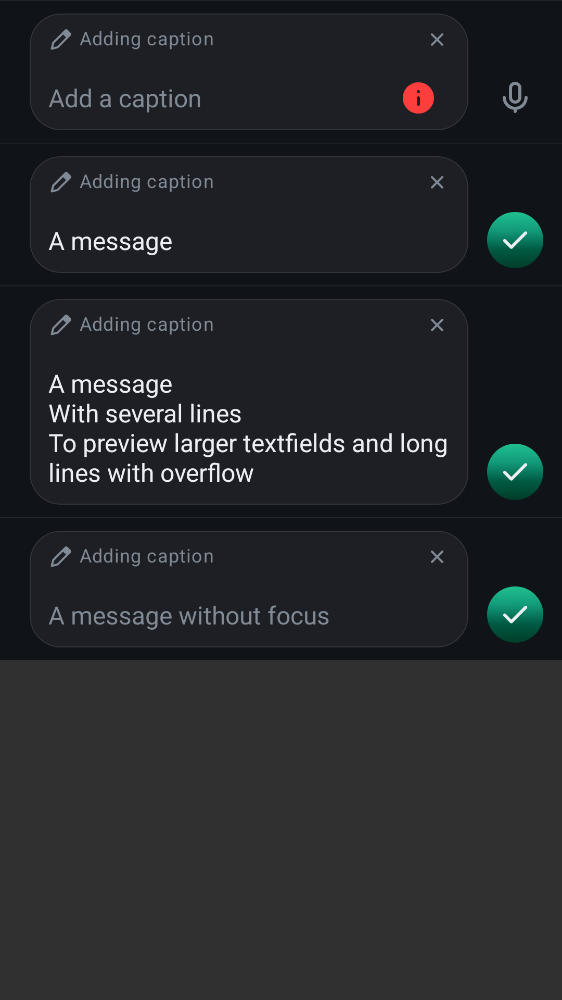 Adding caption
Add a caption
Adding caption
A message
Adding caption
A message
With several lines
To preview larger textfields and long
lines with overflow
Adding caption
A message without focus